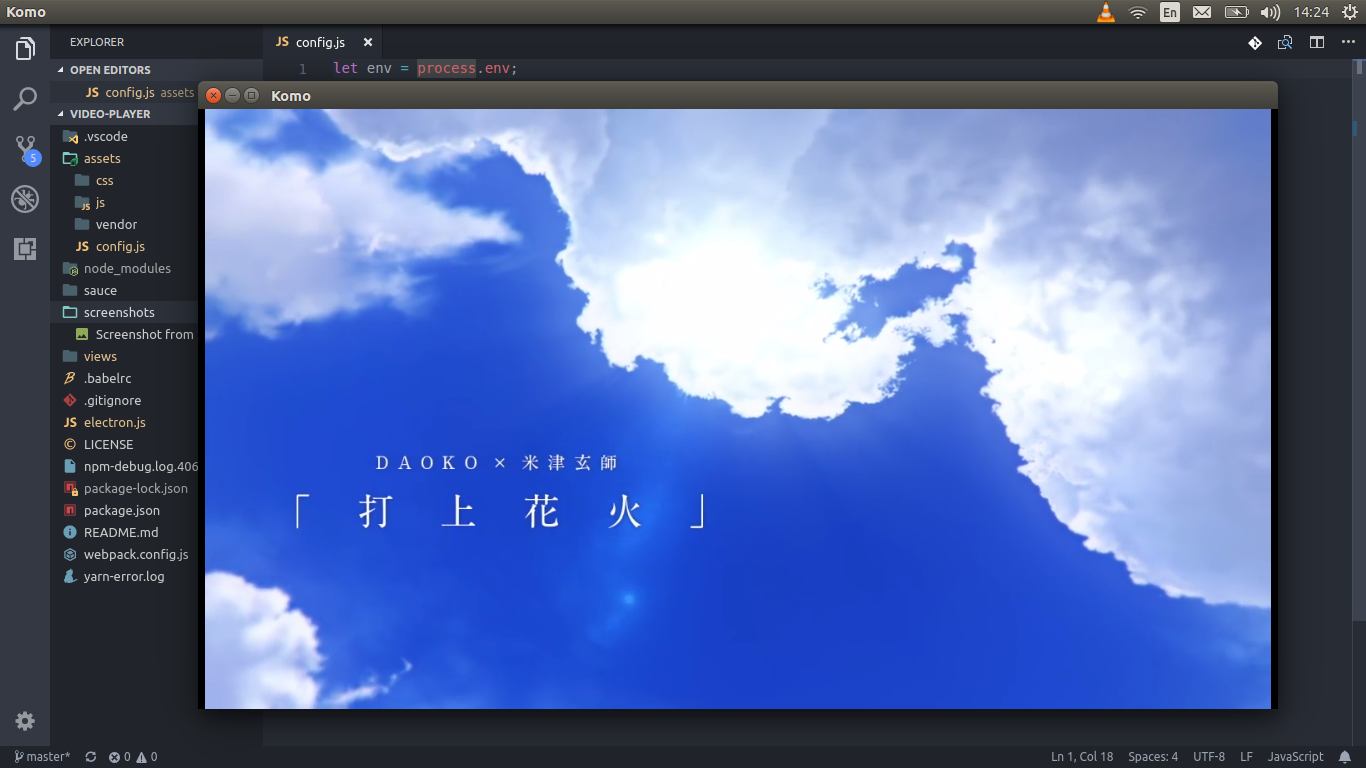 Komo
En
14:24
EXPLORER
JS config.js ×
OPEN EDITORS
JS config.js assets
1 let env = process.env;
VIDEO-PLAYER
Komo
.vscode
assets
css
JS js
vendor
JS config.js
node_modules
sauce
screenshots
Screenshot from
views
.babelrc
.gitignore
JS electron.js
LICENSE
npm-debug.log.406
package-lock.json
package.json
README.md
webpack.config.js
yarn-error.log
5
DAOKO × 米津玄師
「打上花火」
master* 0 0
Ln 1, Col 18 Spaces: 4 UTF-8 LF JavaScript